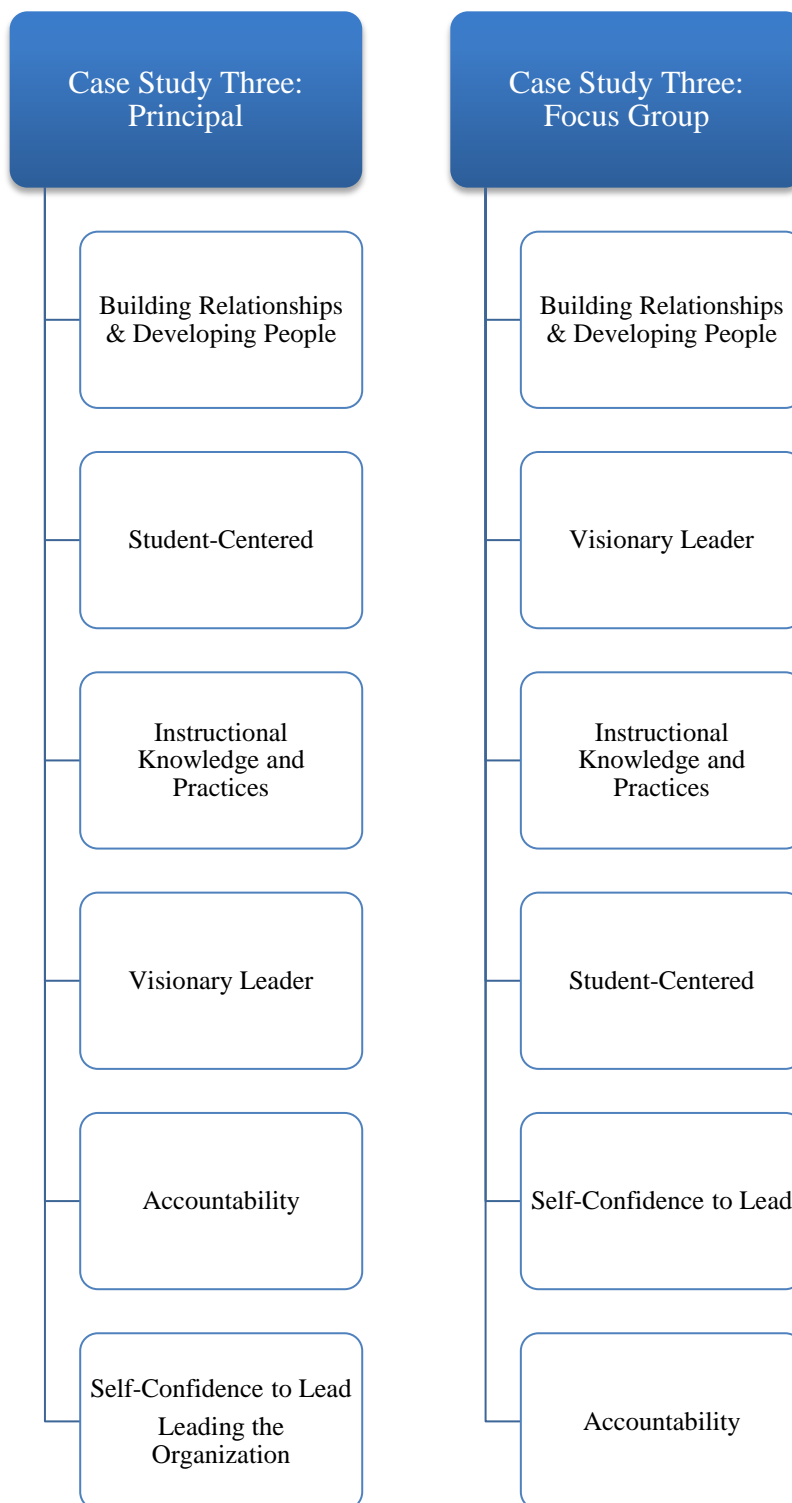 Case Study Three:
Principal
Building Relationships
& Developing People
Student-Centered
Instructional
Knowledge and
Practices
Visionary Leader
Accountability
Self-Confidence to Lead
Leading the
Organization
Case Study Three:
Focus Group
Building Relationships
& Developing People
Visionary Leader
Instructional
Knowledge and
Practices
Student-Centered
Self-Confidence to Lead
Accountability